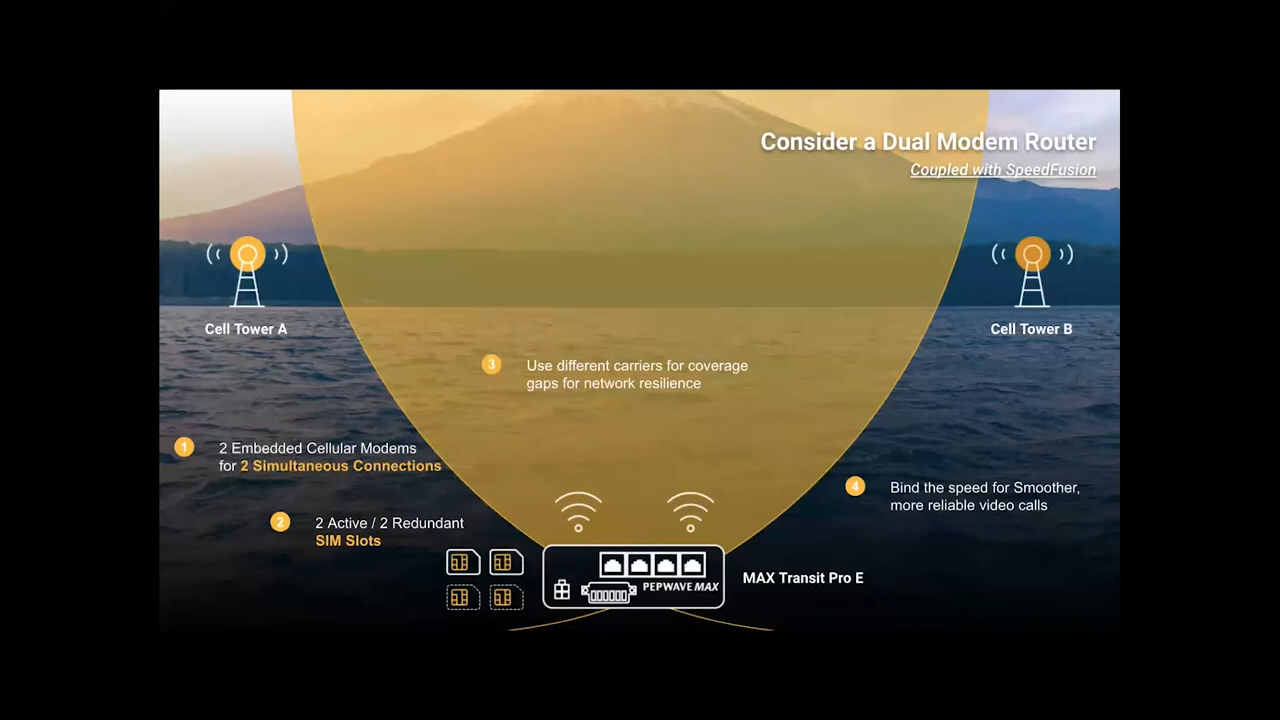 Consider a Dual Modem Router
Coupled with SpeedFusion
Cell Tower A
Cell Tower B
3
Use different carriers for coverage
gaps for network resilience
1
2 Embedded Cellular Modems
for 2 Simultaneous Connections
4
Bind the speed for Smoother,
more reliable video calls
2
2 Active / 2 Redundant
SIM Slots
PEPWAVE MAX
MAX Transit Pro E